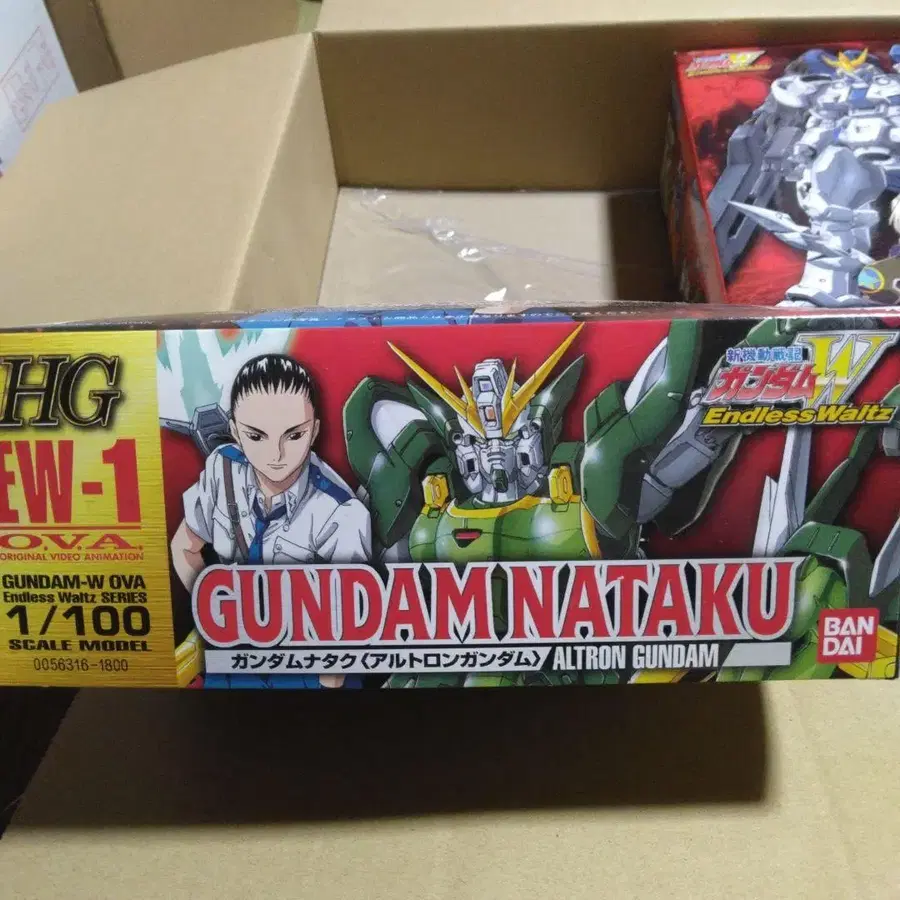 HG
EW-1
O.V.A.
ORIGINAL VIDEO ANIMATION
GUNDAM-W OVA
Endless Waltz SERIES
1/100
SCALE MODEL
0056316-1800
新機動戦記
ガンダムW
Endless Waltz
GUNDAM NATAKU
ガンダムナタク〈アルトロンガンダム〉 ALTRON GUNDAM
BAN
DAI